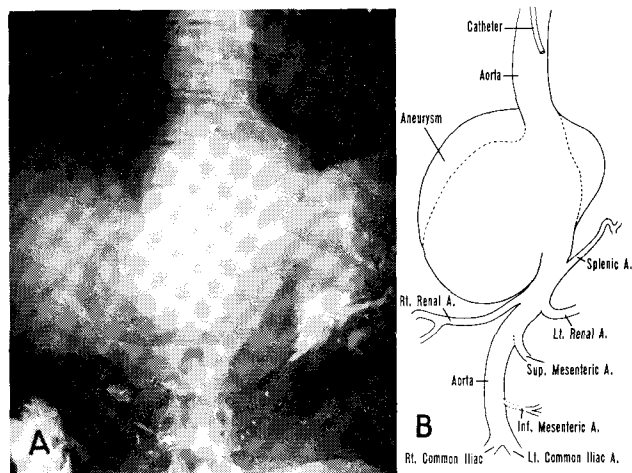 Catheter
Aorta
Aneurysm
Splenic A.
Rt. Renal A.
Lt. Renal A.
Sup. Mesenteric A.
Aorta
Inf. Mesenteric A.
Rt. Common Iliac
Lt. Common Iliac A.
A
B